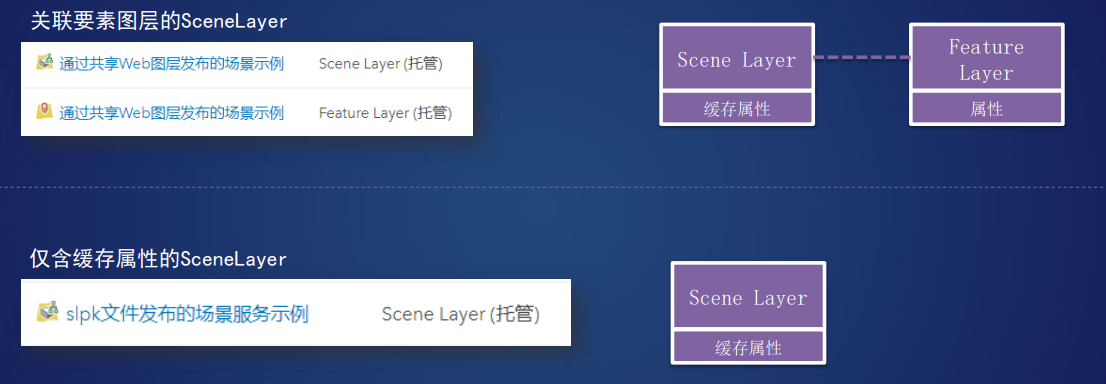 关联要素图层的SceneLayer
通过共享Web图层发布的场景示例 Scene Layer (托管)
通过共享Web图层发布的场景示例 Feature Layer (托管)
Scene Layer
缓存属性
Feature
Layer
属性
仅含缓存属性的SceneLayer
slpk文件发布的场景服务示例 Scene Layer (托管)
Scene Layer
缓存属性